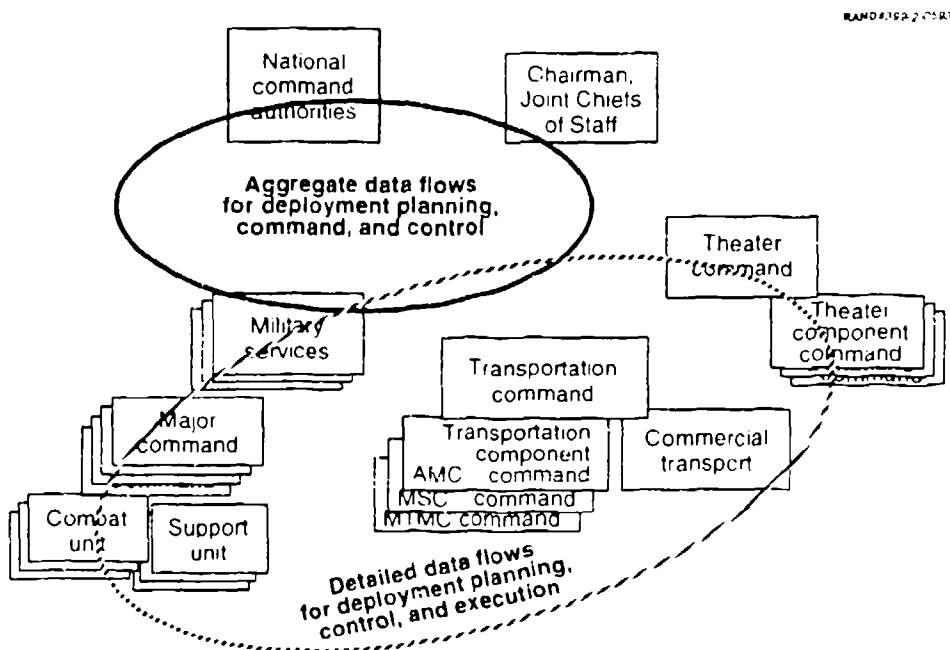 National
command
authorities
Chairman,
Joint Chiefs
of Staff
Aggregate data flows
for deployment planning,
command, and control
Theater
command
Theater
component
command
Military
services
Transportation
command
Major
command
Transportation
component
AMC command
MSC command
MTMC command
Commercial
transport
Combat
unit
Support
unit
Detailed data flows
for deployment planning,
control, and execution